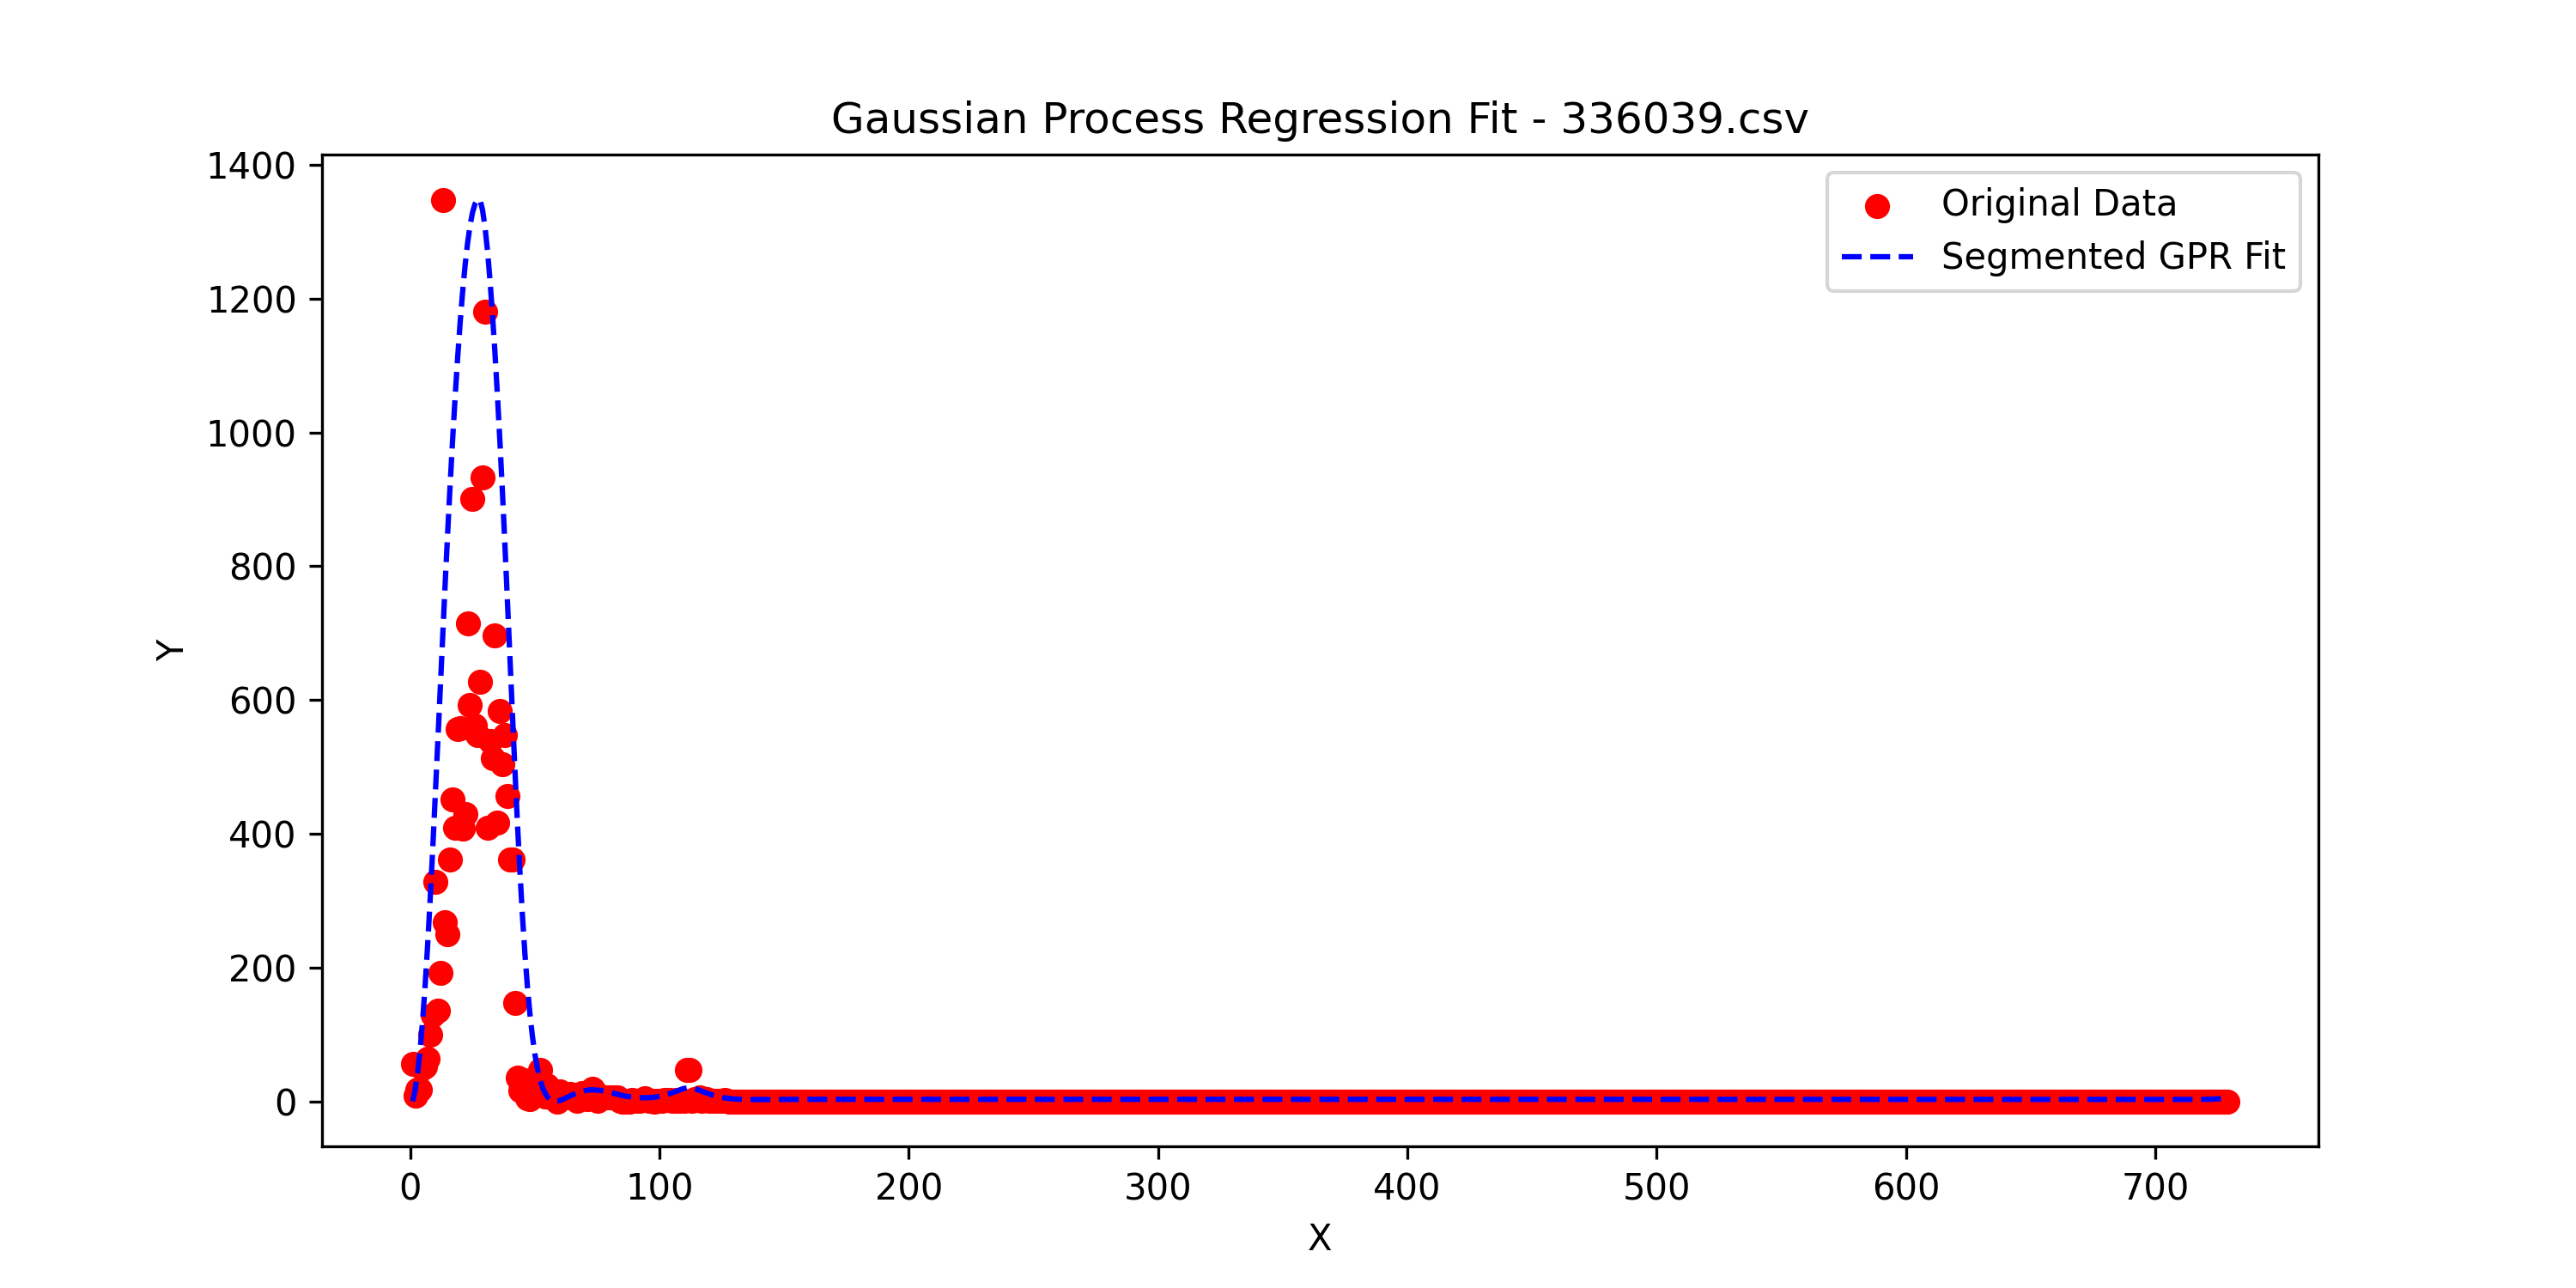 Gaussian Process Regression Fit - 336039.csv
1400
1200
1000
800
600
400
200
0
Y
Original Data
Segmented GPR Fit
0 100 200 300 400 500 600 700
X